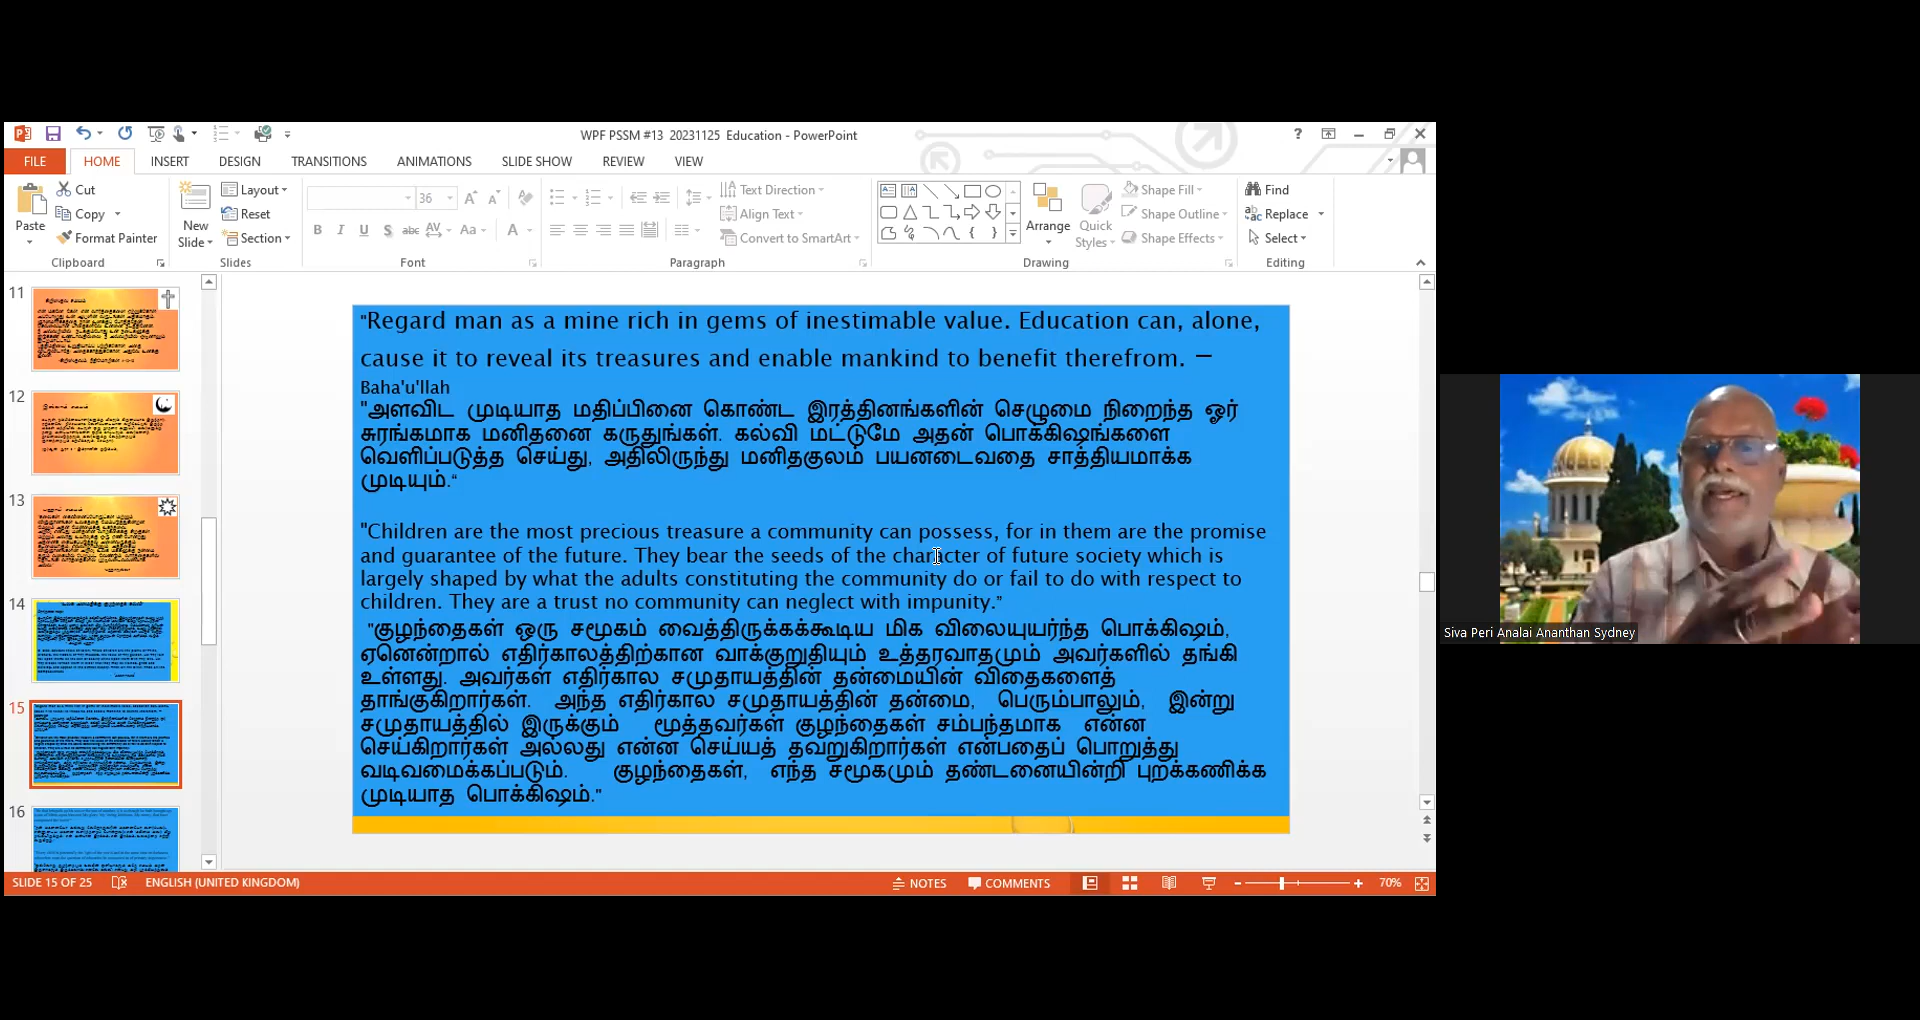 WPF PSSM #13 20231125 Education - PowerPoint
FILE HOME INSERT DESIGN TRANSITIONS ANIMATIONS SLIDE SHOW REVIEW VIEW
Paste
Cut
Copy
Format Painter
Clipboard
New Slide
Layout
Reset
Section
Slides
36
B I U S abc AV Aa A
Font
Text Direction
Align Text
Convert to SmartArt
Paragraph
Arrange
Quick Styles
Shape Fill
Shape Outline
Shape Effects
Drawing
Find
Replace
Select
Editing
11
12
13
14
15
16
"Regard man as a mine rich in gems of inestimable value. Education can, alone,
cause it to reveal its treasures and enable mankind to benefit therefrom. —
Baha'u'llah
"அளவிட முடியாத மதிப்பினை கொண்ட இரத்தினங்களின் செழுமை நிறைந்த ஓர்
சுரங்கமாக மனிதனை கருதுங்கள். கல்வி மட்டுமே அதன் பொக்கிஷங்களை
வெளிப்படுத்த செய்து, அதிலிருந்து மனிதகுலம் பயனடைவதை சாத்தியமாக்க
முடியும்."
"Children are the most precious treasure a community can possess, for in them are the promise
and guarantee of the future. They bear the seeds of the character of future society which is
largely shaped by what the adults constituting the community do or fail to do with respect to
children. They are a trust no community can neglect with impunity."
"குழந்தைகள் ஒரு சமூகம் வைத்திருக்கக்கூடிய மிக விலையுயர்ந்த பொக்கிஷம்,
ஏனென்றால் எதிர்காலத்திற்கான வாக்குறுதியும் உத்தரவாதமும் அவர்களில் தங்கி
உள்ளது. அவர்கள் எதிர்கால சமுதாயத்தின் தன்மையின் விதைகளைத்
தாங்குகிறார்கள். அந்த எதிர்கால சமுதாயத்தின் தன்மை, பெரும்பாலும், இன்று
சமுதாயத்தில் இருக்கும் மூத்தவர்கள் குழந்தைகள் சம்பந்தமாக என்ன
செய்கிறார்கள் அல்லது என்ன செய்யத் தவறுகிறார்கள் என்பதைப் பொறுத்து
வடிவமைக்கப்படும். குழந்தைகள், எந்த சமூகமும் தண்டனையின்றி புறக்கணிக்க
முடியாத பொக்கிஷம்."
Siva Peri Analai Ananthan Sydney
SLIDE 15 OF 25 ENGLISH (UNITED KINGDOM) NOTES COMMENTS 70%